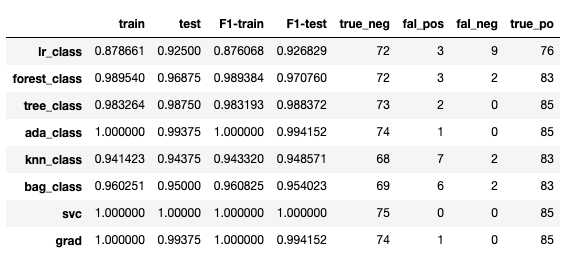 train test F1-train F1-test true_neg fal_pos fal_neg true_po
lr_class 0.878661 0.92500 0.876068 0.926829 72 3 9 76
forest_class 0.989540 0.96875 0.989384 0.970760 72 3 2 83
tree_class 0.983264 0.98750 0.983193 0.988372 73 2 0 85
ada_class 1.000000 0.99375 1.000000 0.994152 74 1 0 85
knn_class 0.941423 0.94375 0.943320 0.948571 68 7 2 83
bag_class 0.960251 0.95000 0.960825 0.954023 69 6 2 83
svc 1.000000 1.00000 1.000000 1.000000 75 0 0 85
grad 1.000000 0.99375 1.000000 0.994152 74 1 0 85